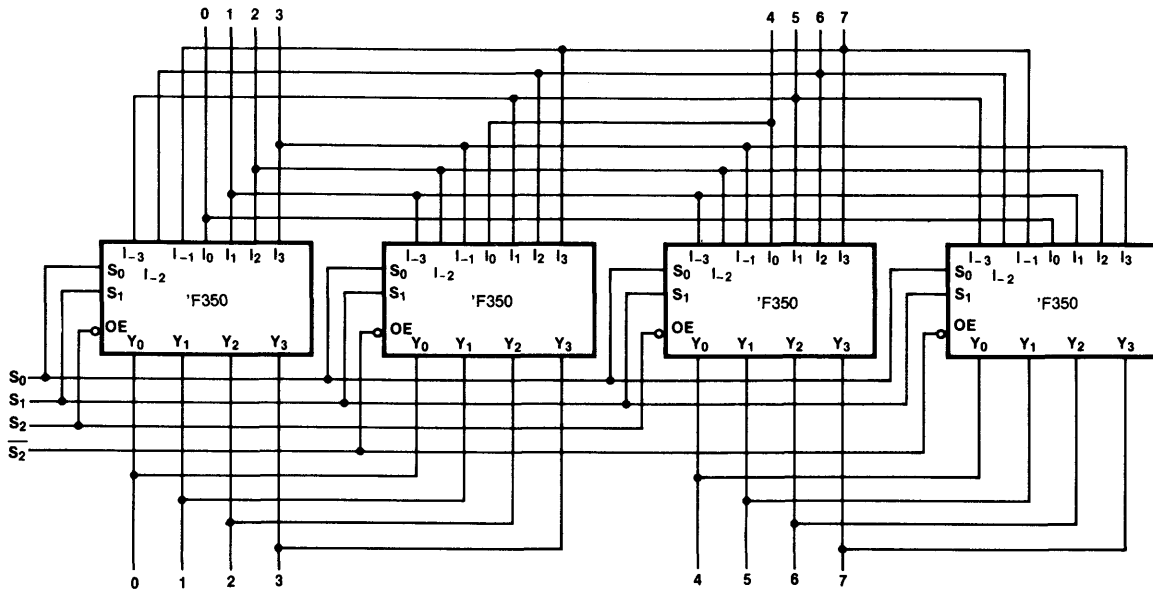 0 1 2 3 4 5 6 7
I₋₃ I₋₂ I₋₁ I₀ I₁ I₂ I₃
S₀
S₁
'F350
OE
Y₀ Y₁ Y₂ Y₃
I₋₃ I₋₂ I₋₁ I₀ I₁ I₂ I₃
S₀
S₁
'F350
OE
Y₀ Y₁ Y₂ Y₃
I₋₃ I₋₂ I₋₁ I₀ I₁ I₂ I₃
S₀
S₁
'F350
OE
Y₀ Y₁ Y₂ Y₃
I₋₃ I₋₂ I₋₁ I₀ I₁ I₂ I₃
S₀
S₁
'F350
OE
Y₀ Y₁ Y₂ Y₃
S₀
S₁
S₂
S̅₂
0 1 2 3 4 5 6 7